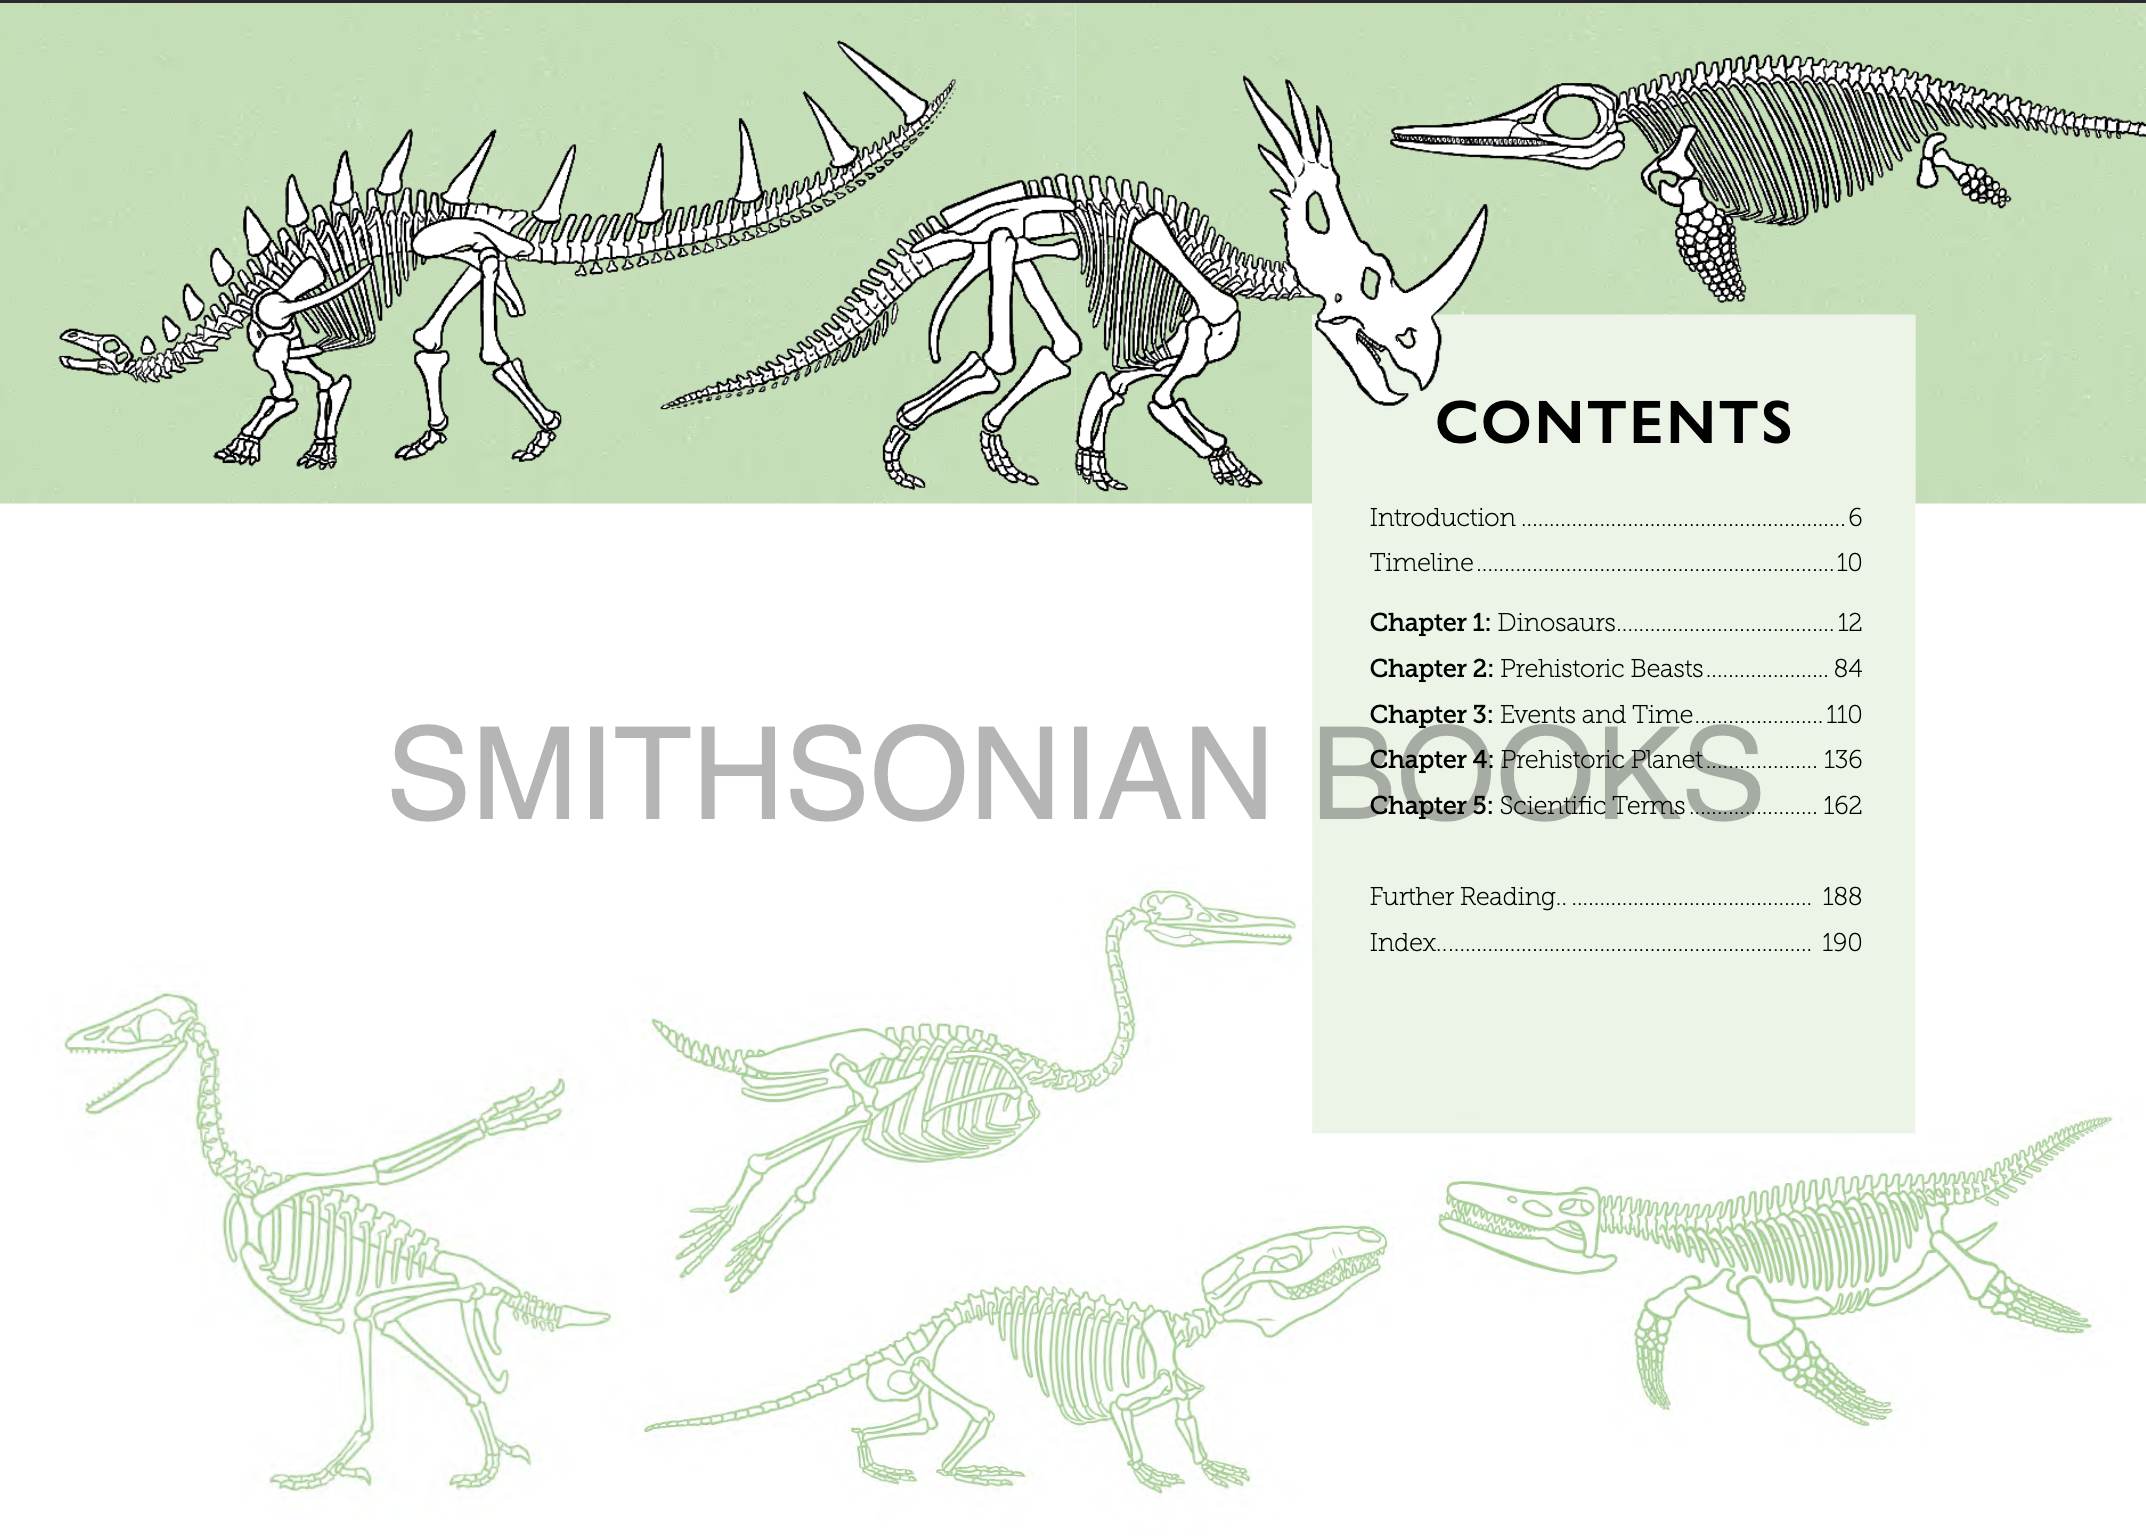 CONTENTS
Introduction ........................................................ 6
Timeline ............................................................... 10
Chapter 1: Dinosaurs ...................................... 12
Chapter 2: Prehistoric Beasts ..................... 84
Chapter 3: Events and Time ...................... 110
Chapter 4: Prehistoric Planet ................... 136
Chapter 5: Scientific Terms ...................... 162
Further Reading.. .......................................... 188
Index.................................................................. 190
SMITHSONIAN BOOKS